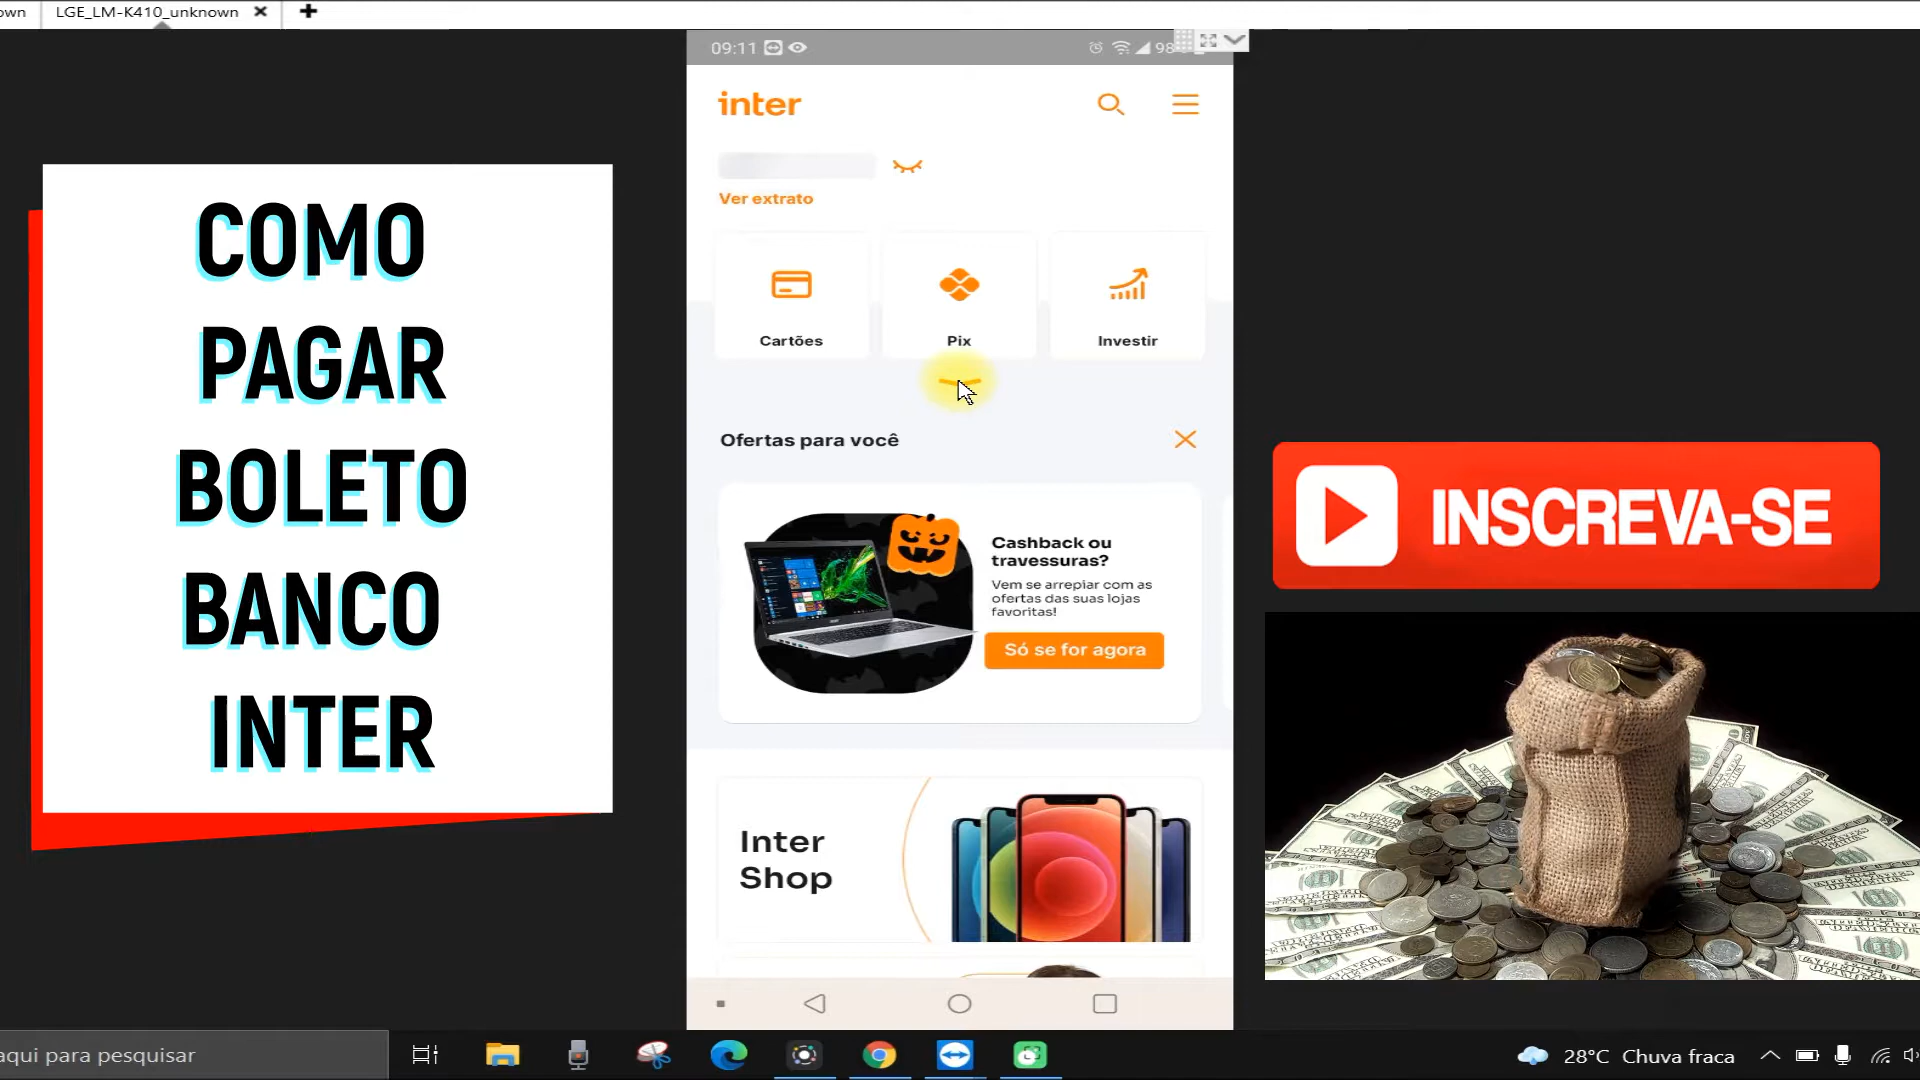 own
LGE_LM-K410_unknown
09:11
98
inter
Ver extrato
Cartões
Pix
Investir
Ofertas para você
Cashback ou
travessuras?
Vem se arrepiar com as
ofertas das suas lojas
favoritas!
Só se for agora
Inter
Shop
COMO
PAGAR
BOLETO
BANCO
INTER
INSCREVA-SE
aqui para pesquisar
28°C Chuva fraca